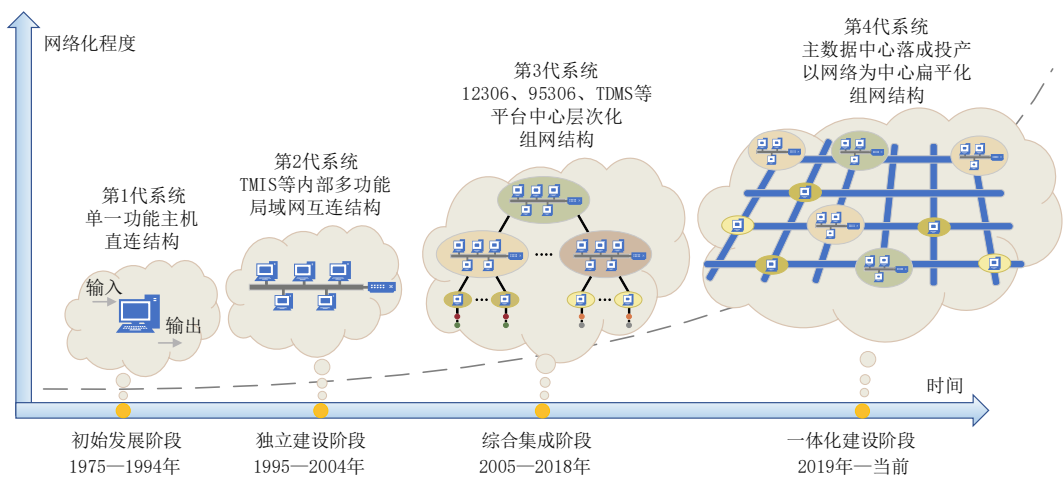 网络化程度
第1代系统
单一功能主机
直连结构
输入
输出
第2代系统
TMIS等内部多功能
局域网互连结构
第3代系统
12306、95306、TDMS等
平台中心层次化
组网结构
第4代系统
主数据中心落成投产
以网络为中心扁平化
组网结构
时间
初始发展阶段
1975—1994年
独立建设阶段
1995—2004年
综合集成阶段
2005—2018年
一体化建设阶段
2019年—当前